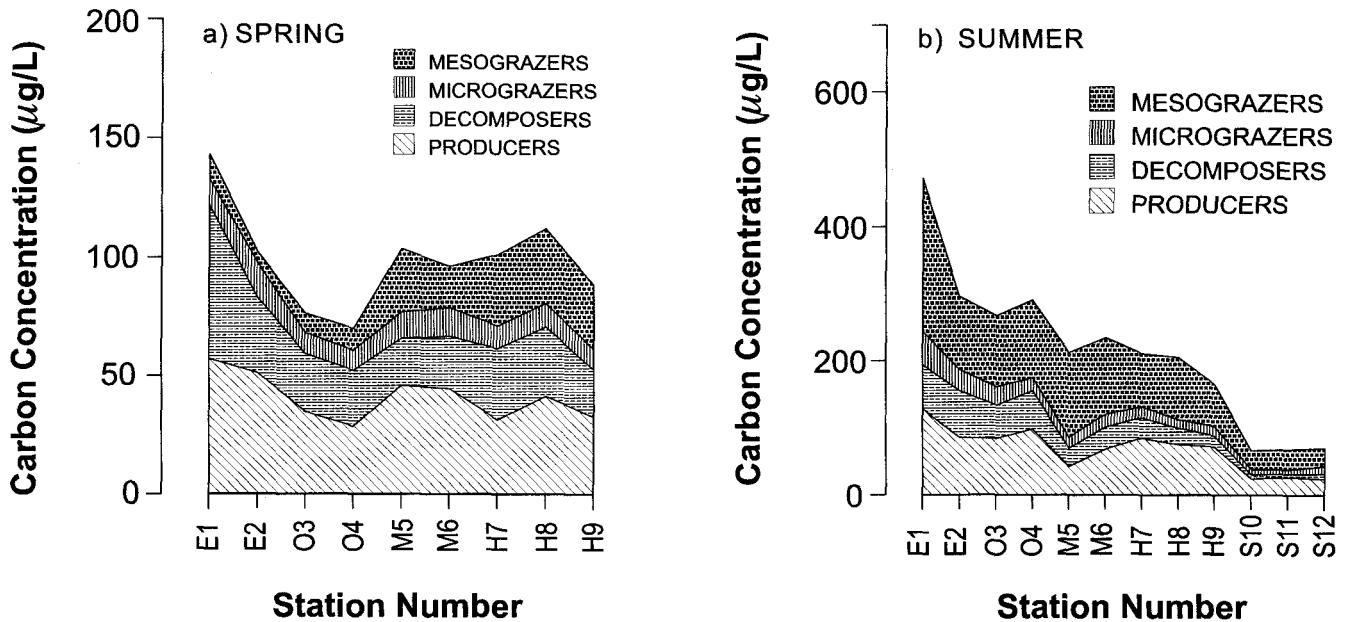 a) SPRING
MESOGRAZERS
MICROGRAZERS
DECOMPOSERS
PRODUCERS
Carbon Concentration (µg/L)
200
150
100
50
0
E1
E2
O3
O4
M5
M6
H7
H8
H9
Station Number
b) SUMMER
MESOGRAZERS
MICROGRAZERS
DECOMPOSERS
PRODUCERS
Carbon Concentration (µg/L)
600
400
200
0
E1
E2
O3
O4
M5
M6
H7
H8
H9
S10
S11
S12
Station Number